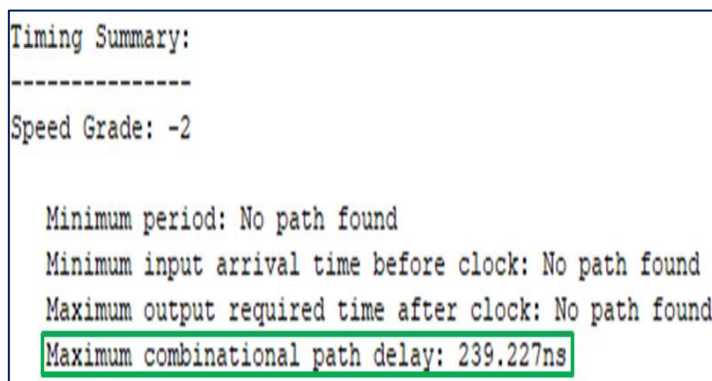 Timing Summary:
---------------
Speed Grade: -2
Minimum period: No path found
Minimum input arrival time before clock: No path found
Maximum output required time after clock: No path found
Maximum combinational path delay: 239.227ns